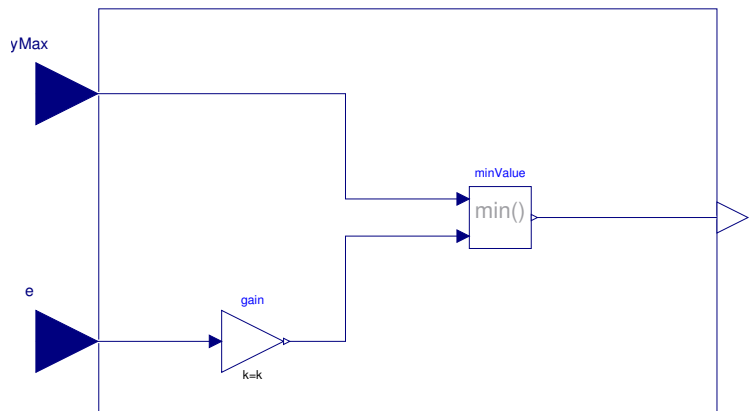 yMax
minValue
min()
e
gain
k=k